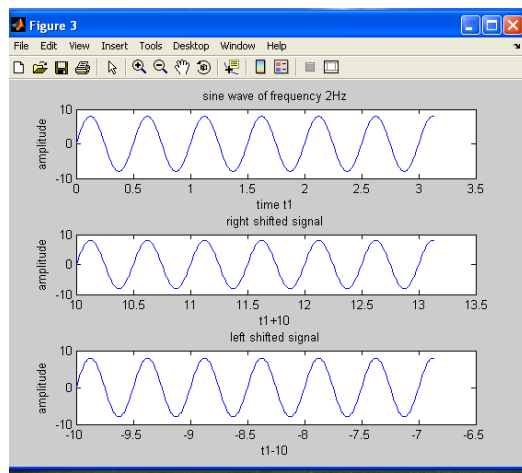 Figure 3
File Edit View Insert Tools Desktop Window Help
sine wave of frequency 2Hz
10
0
-10
amplitude
0 0.5 1 1.5 2 2.5 3 3.5
time t1
right shifted signal
10
0
-10
amplitude
10 10.5 11 11.5 12 12.5 13 13.5
t1+10
left shifted signal
10
0
-10
amplitude
-10 -9.5 -9 -8.5 -8 -7.5 -7 -6.5
t1-10